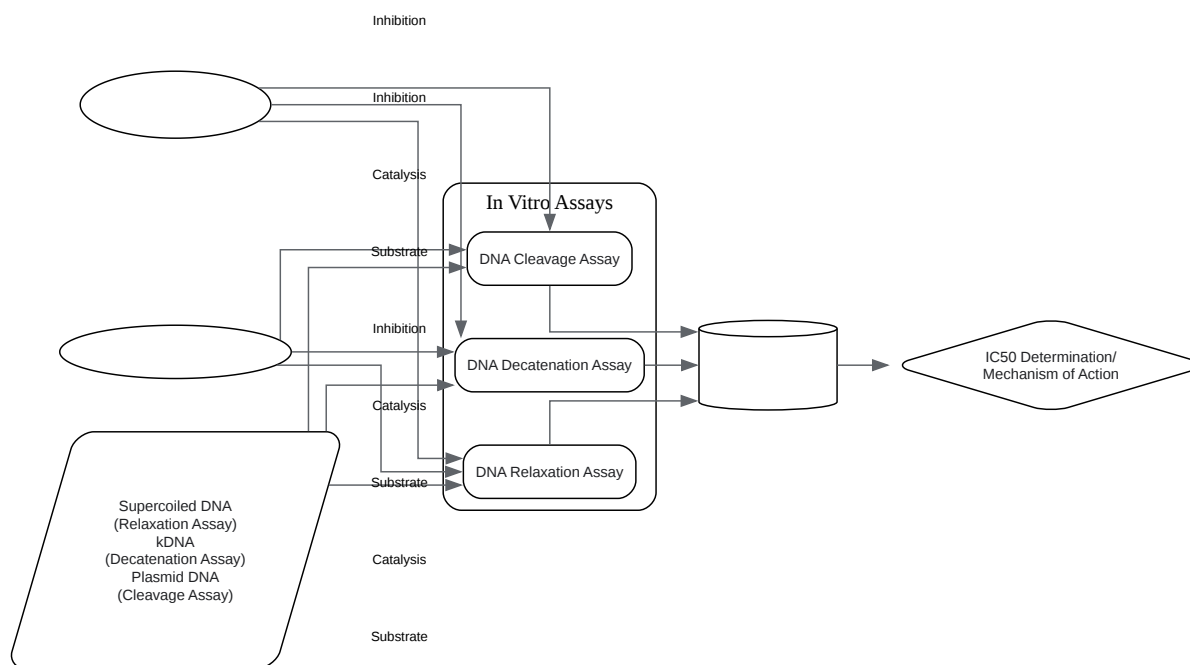 Inhibition
Inhibition
Catalysis
In Vitro Assays
Substrate
DNA Cleavage Assay
Inhibition
DNA Decatenation Assay
IC50 Determination/
Mechanism of Action
Catalysis
DNA Relaxation Assay
Substrate
Supercoiled DNA
(Relaxation Assay)
kDNA
(Decatenation Assay)
Plasmid DNA
(Cleavage Assay)
Catalysis
Substrate